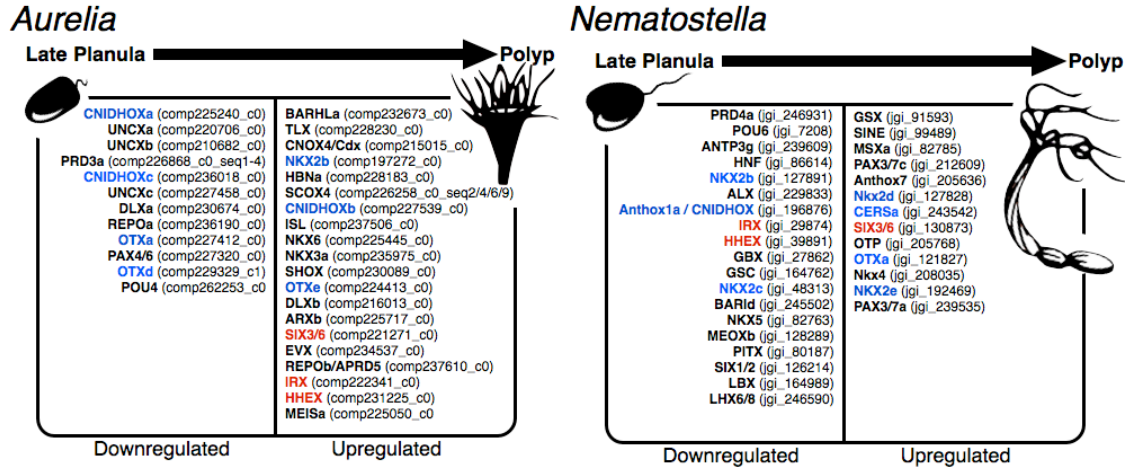 Aurelia
Late Planula
Polyp
CNIDHOXa (comp225240_c0)
UNCXa (comp220706_c0)
UNCXb (comp210682_c0)
PRD3a (comp226868_c0_seq1-4)
CNIDHOXc (comp236018_c0)
UNCXc (comp227458_c0)
DLXa (comp230674_c0)
REPOa (comp236190_c0)
OTXa (comp227412_c0)
PAX4/6 (comp227320_c0)
OTXd (comp229329_c1)
POU4 (comp262253_c0
BARHLa (comp232673_c0)
TLX (comp228230_c0)
CNOX4/Cdx (comp215015_c0)
NKX2b (comp197272_c0)
HBNa (comp228183_c0)
SCOX4 (comp226258_c0_seq2/4/6/9)
CNIDHOXb (comp227539_c0)
ISL (comp237506_c0)
NKX6 (comp225445_c0)
NKX3a (comp235975_c0)
SHOX (comp230089_c0)
OTXe (comp224413_c0)
DLXb (comp216013_c0)
ARXb (comp225717_c0)
SIX3/6 (comp221271_c0)
EVX (comp234537_c0)
REPOb/APRD5 (comp237610_c0)
IRX (comp222341_c0)
HHEX (comp231225_c0)
MEISa (comp225050_c0
Downregulated
Upregulated
Nematostella
Late Planula
Polyp
PRD4a (jgi_246931)
POU6 (jgi_7208)
ANTP3g (jgi_239609)
HNF (jgi_86614)
NKX2b (jgi_127891)
ALX (jgi_229833)
Anthox1a / CNIDHOX (jgi_196876)
IRX (jgi_29874)
HHEX (jgi_39891)
GBX (jgi_27862)
GSC (jgi_164762)
NKX2c (jgi_48313)
BARId (jgi_245502)
NKX5 (jgi_82763)
MEOXb (jgi_128289)
PITX (jgi_80187)
SIX1/2 (jgi_126214)
LBX (jgi_164989)
LHX6/8 (jgi_246590)
GSX (jgi_91593)
SINE (jgi_99489)
MSXa (jgi_82785)
PAX3/7c (jgi_212609)
Anthox7 (jgi_205636)
Nkx2d (jgi_127828)
CERSa (jgi_243542)
SIX3/6 (jgi_130873)
OTP (jgi_205768)
OTXa (jgi_121827)
Nkx4 (jgi_208035)
NKX2e (jgi_192469)
PAX3/7a (jgi_239535)
Downregulated
Upregulated